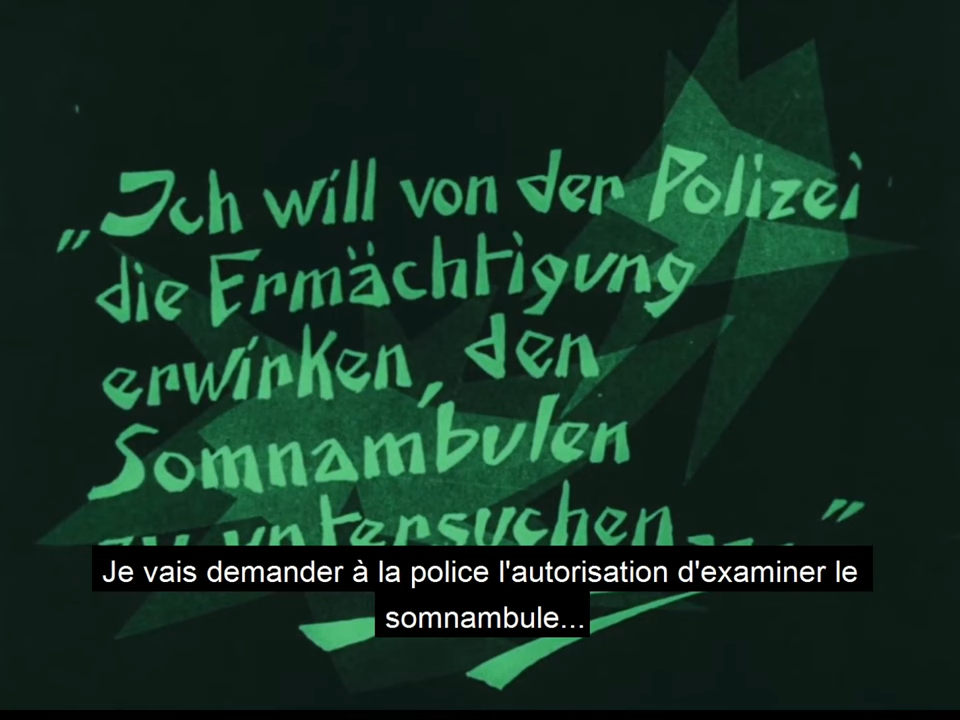 „Ich will von der Polizei
die Ermächtigung
erwirken, den
Somnambulen
zu untersuchen..."
Je vais demander à la police l'autorisation d'examiner le
somnambule...